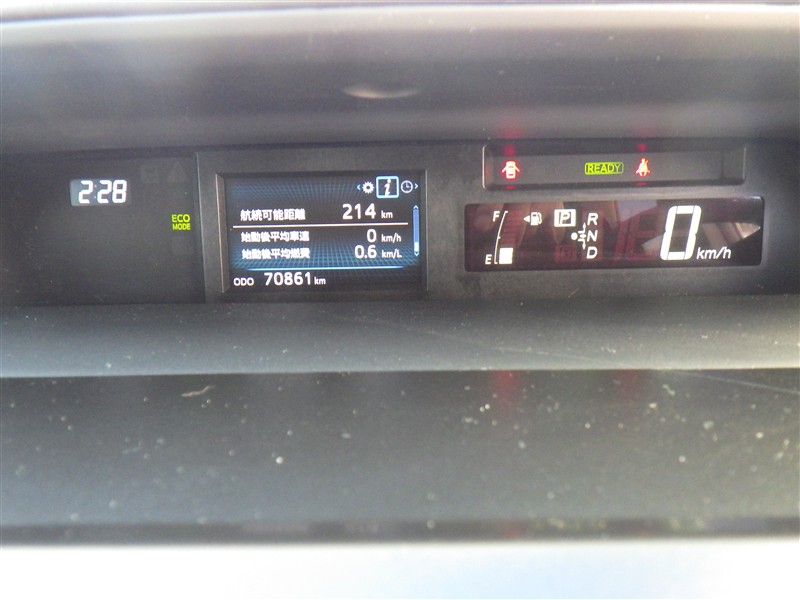 2:28
ECO
MODE
航続可能距離 214 km
始動後平均車速 0 km/h
始動後平均燃費 0.6 km/L
ODO 70861 km
READY
F
E
P
R
N
D
0 km/h